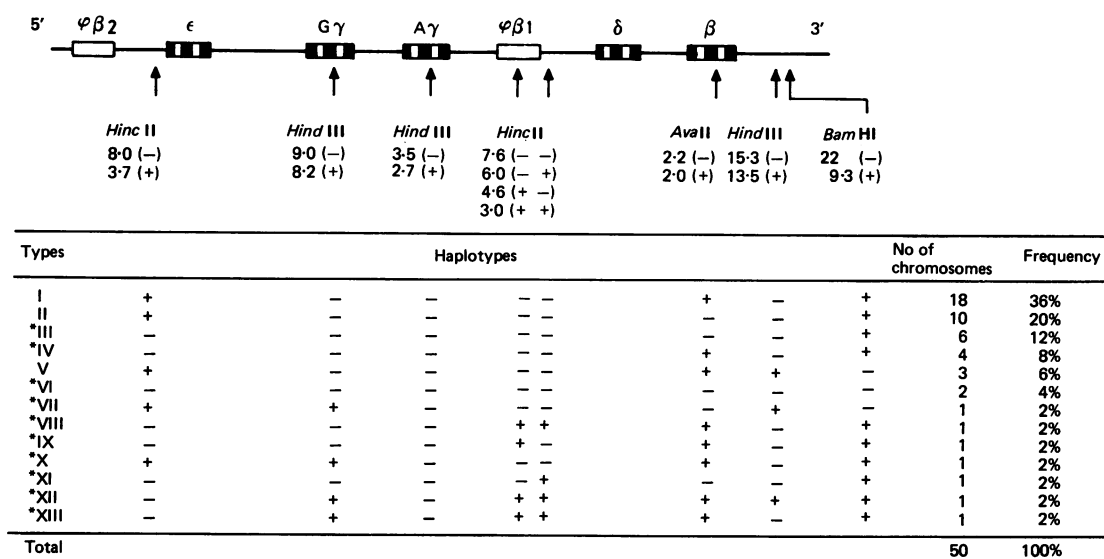 5′ φβ2 ε Gγ Aγ φβ1 δ β 3′
Hinc II Hind III Hind III Hinc II Ava II Hind III Bam HI
8·0 (−) 9·0 (−) 3·5 (−) 7·6 (− −) 2·2 (−) 15·3 (−) 22 (−)
3·7 (+) 8·2 (+) 2·7 (+) 6·0 (− +) 2·0 (+) 13·5 (+) 9·3 (+)
4·6 (+ −)
3·0 (+ +)
Types Haplotypes No of chromosomes Frequency
I + − − − − + − + 18 36%
II + − − − − − − + 10 20%
*III − − − − − − − + 6 12%
*IV − − − − − + − + 4 8%
V + − − − − + + − 3 6%
*VI − − − − − − − − 2 4%
*VII + + − − − − + − 1 2%
*VIII − − − + + + − + 1 2%
*IX − − − + − + − + 1 2%
*X + + − − − + − + 1 2%
*XI − − − − + − − + 1 2%
*XII − + − + + + + + 1 2%
*XIII − + − + + + − + 1 2%
Total 50 100%